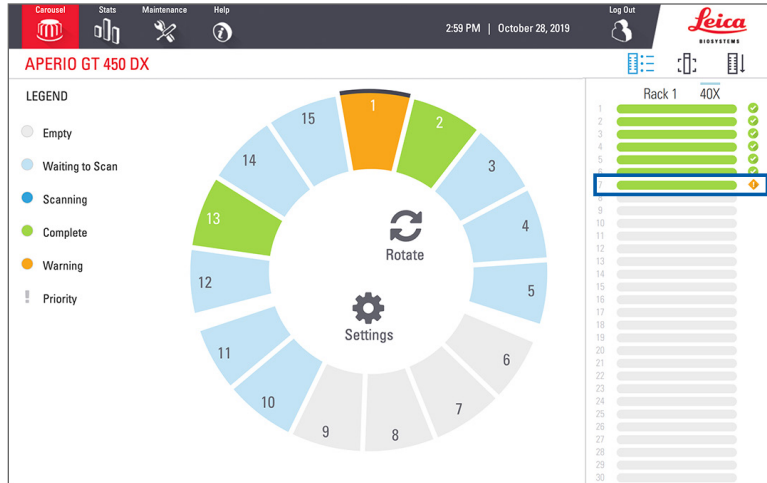 Carousel
Stats
Maintenance
Help
2:59 PM | October 28, 2019
Log Out
Leica
BIOSYSTEMS
APERIO GT 450 DX
LEGEND
Empty
Waiting to Scan
Scanning
Complete
Warning
! Priority
1
2
3
4
5
6
7
8
9
10
11
12
13
14
15
Rotate
Settings
Rack 1 40X
1
2
3
4
5
7
8
9
10
11
12
13
14
15
16
17
18
19
20
21
22
23
24
25
26
27
28
29
30